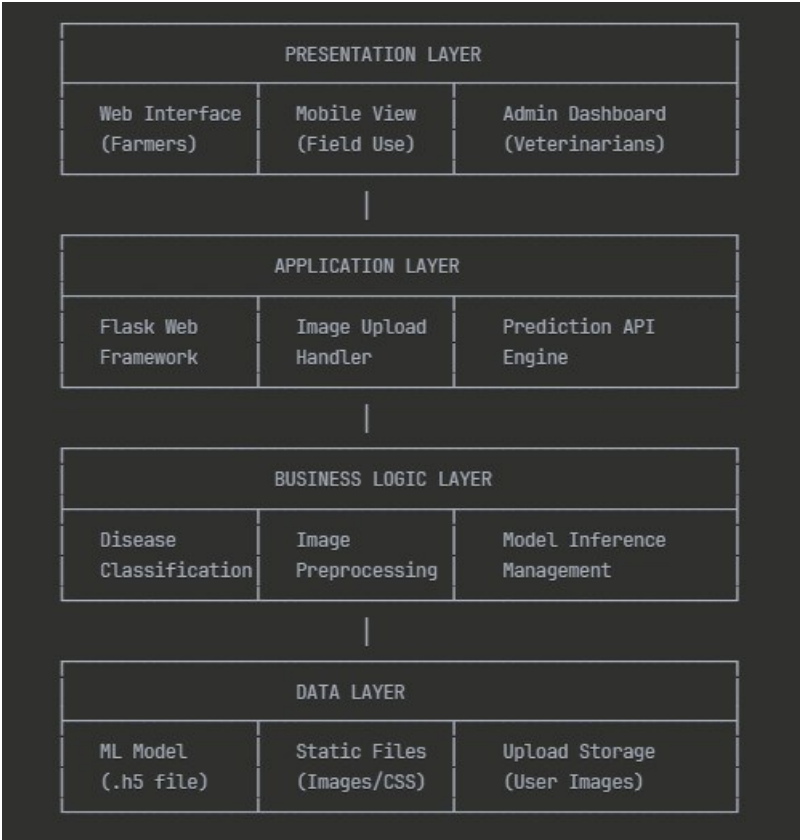 PRESENTATION LAYER
Web Interface Mobile View Admin Dashboard
(Farmers) (Field Use) (Veterinarians)
APPLICATION LAYER
Flask Web Image Upload Prediction API
Framework Handler Engine
BUSINESS LOGIC LAYER
Disease Image Model Inference
Classification Preprocessing Management
DATA LAYER
ML Model Static Files Upload Storage
(.h5 file) (Images/CSS) (User Images)